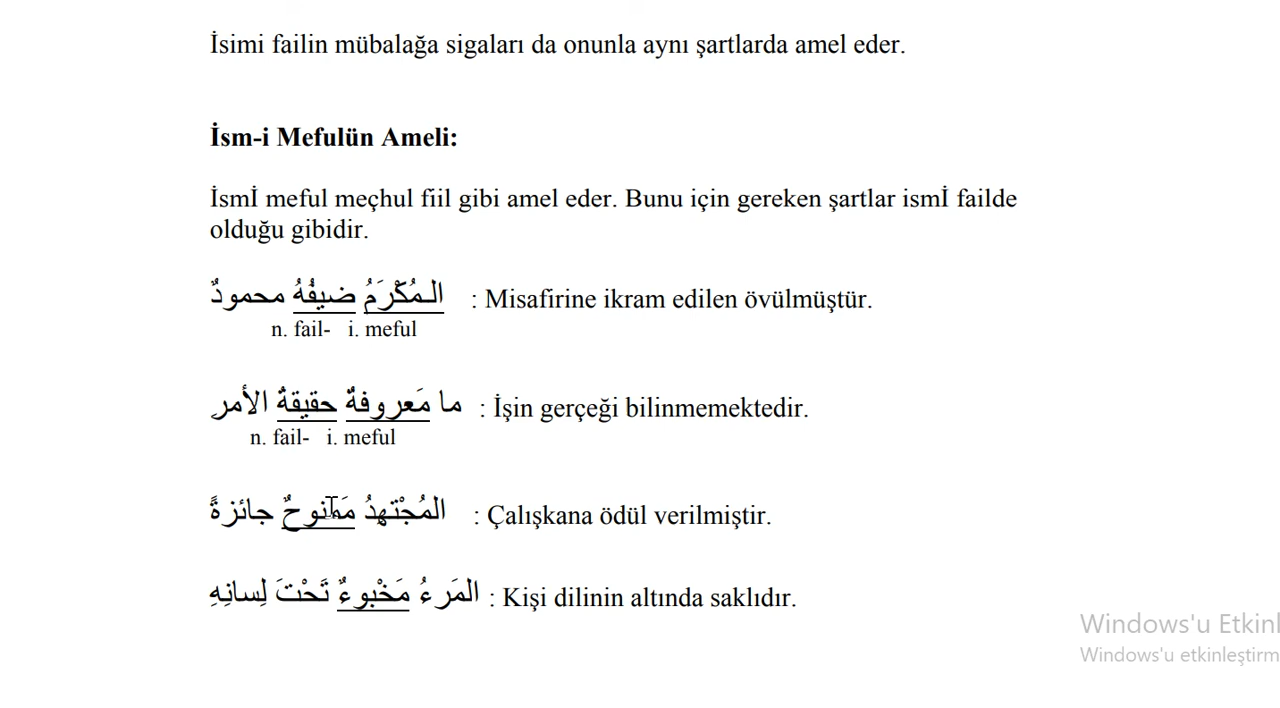 İsimi failin mübalağa sigaları da onunla aynı şartlarda amel eder.
İsm-i Mefulün Ameli:
İsmİ meful meçhul fiil gibi amel eder. Bunu için gereken şartlar ismİ failde
olduğu gibidir.
الـمُكْرَمُ ضيفُهُ محمودٌ : Misafirine ikram edilen övülmüştür.
n. fail- i. meful
ما مَعروفةٌ حقيقةُ الأمرِ : İşin gerçeği bilinmemektedir.
n. fail- i. meful
المُجْتهِدُ مَمنوحٌ جائزةً : Çalışkana ödül verilmiştir.
المَرءُ مَخْبوءٌ تَحْتَ لِسانِهِ : Kişi dilinin altında saklıdır.
Windows'u Etkinl
Windows'u etkinleştirm